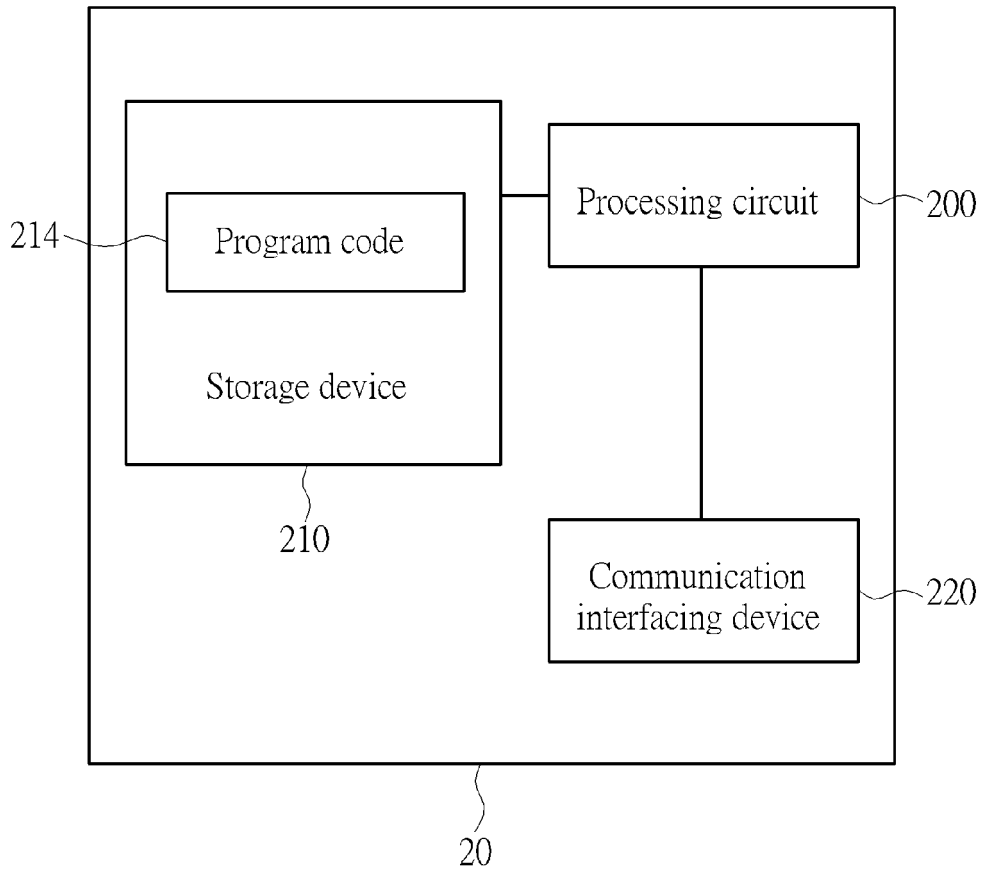 Processing circuit
200
214
Program code
Storage device
210
Communication
interfacing device
220
20